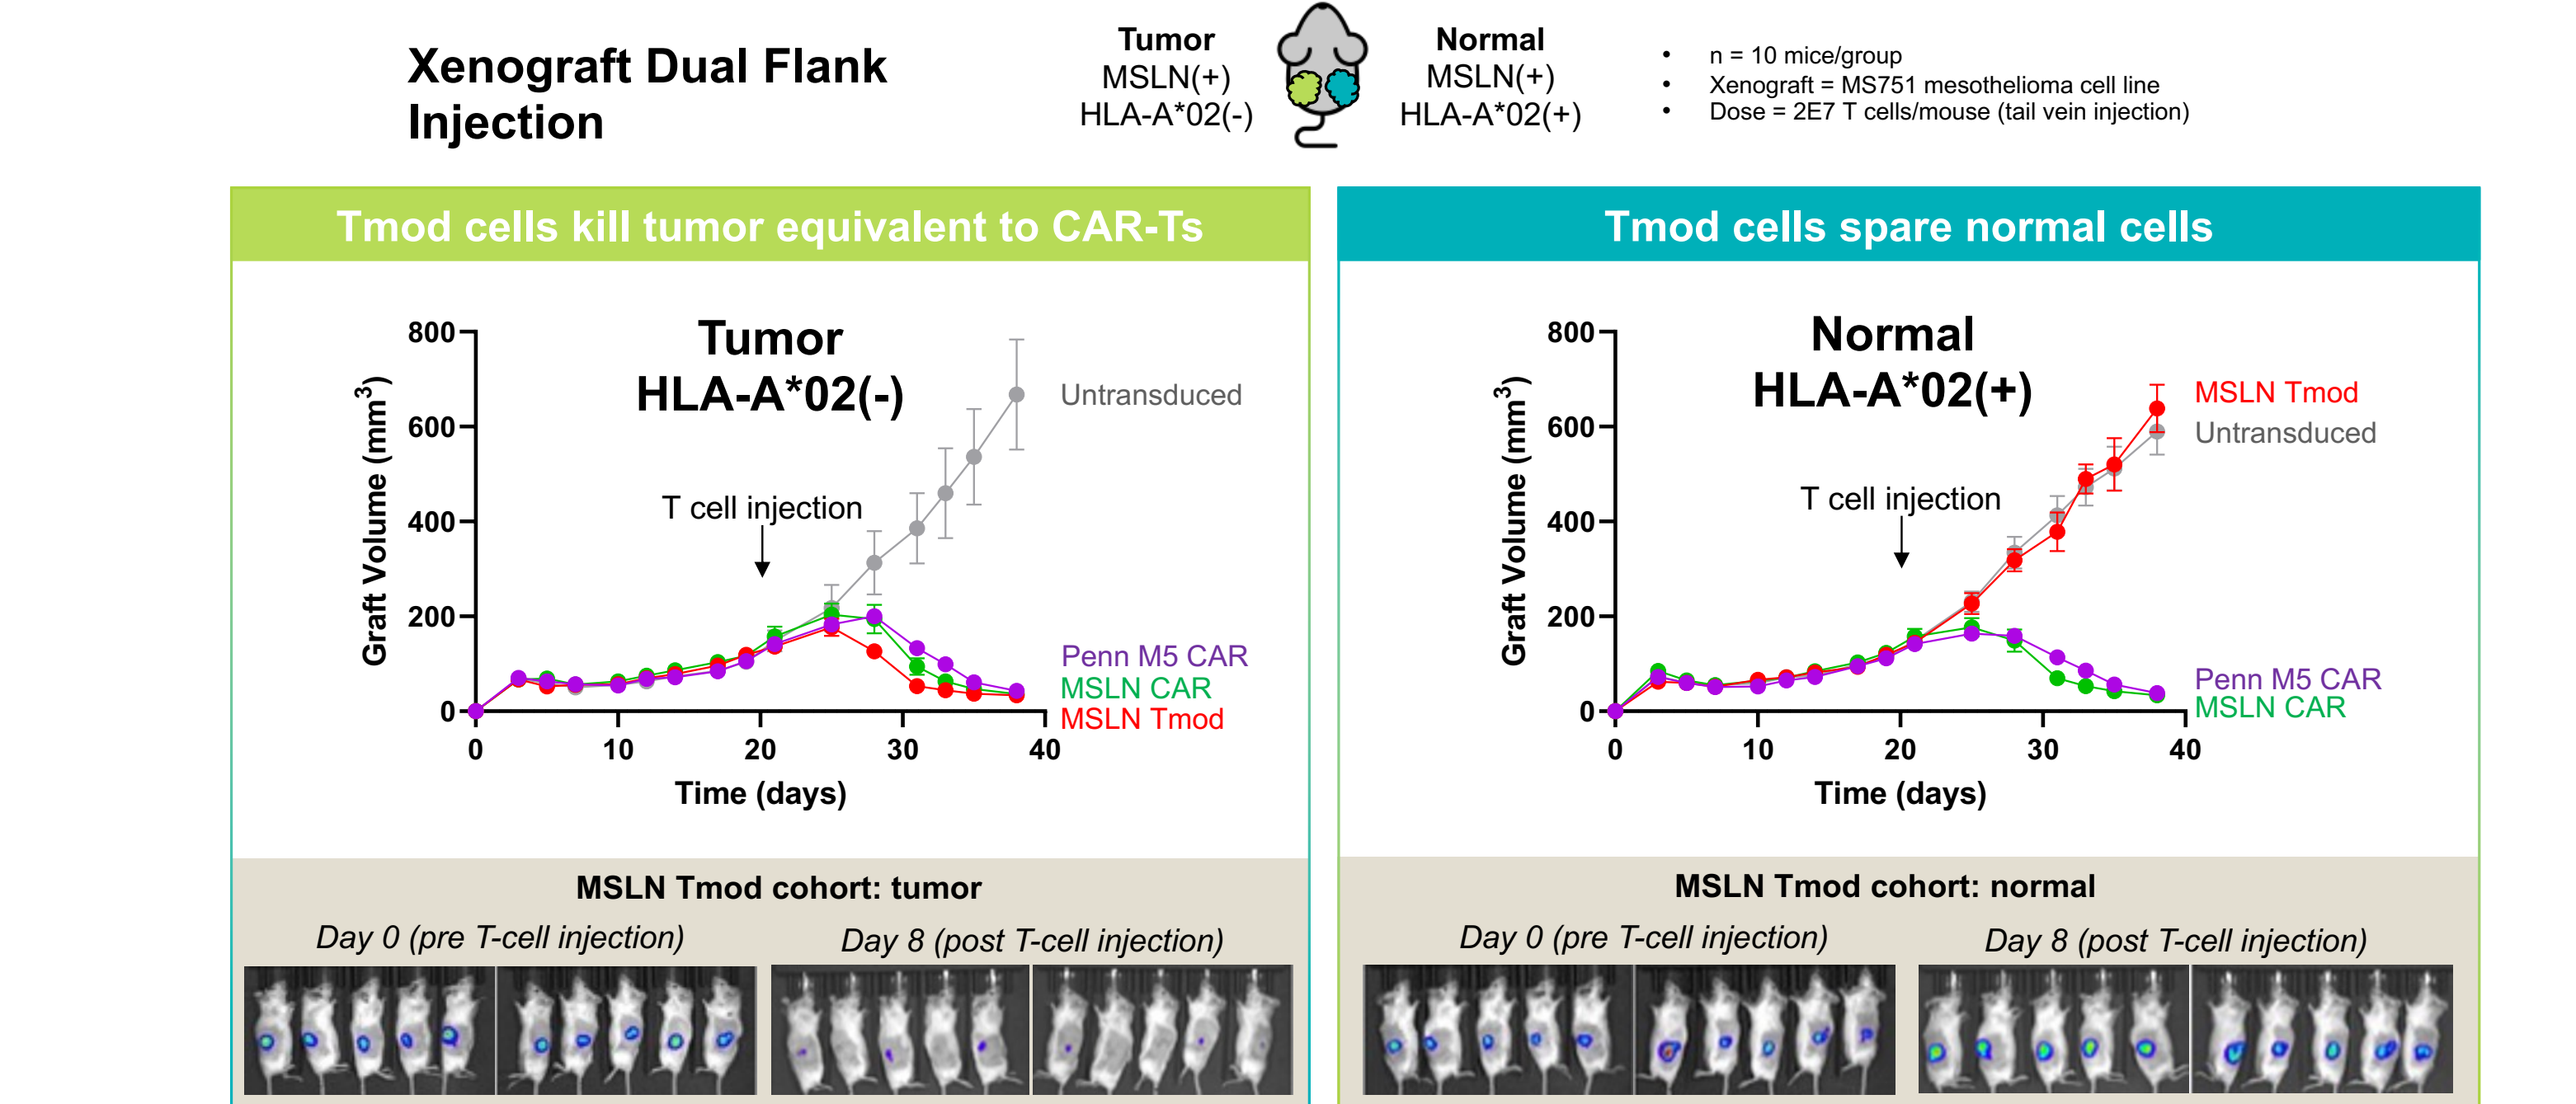 Xenograft Dual Flank
Injection
Tumor
MSLN(+)
HLA-A*02(-)
Normal
MSLN(+)
HLA-A*02(+)
• n = 10 mice/group
• Xenograft = MS751 mesothelioma cell line
• Dose = 2E7 T cells/mouse (tail vein injection)
Tmod cells kill tumor equivalent to CAR-Ts
Tumor
HLA-A*02(-)
Graft Volume (mm³)
800
600
400
200
0
T cell injection
Untransduced
Penn M5 CAR
MSLN CAR
MSLN Tmod
0 10 20 30 40
Time (days)
MSLN Tmod cohort: tumor
Day 0 (pre T-cell injection)
Day 8 (post T-cell injection)
Tmod cells spare normal cells
Normal
HLA-A*02(+)
Graft Volume (mm³)
800
600
400
200
0
T cell injection
MSLN Tmod
Untransduced
Penn M5 CAR
MSLN CAR
0 10 20 30 40
Time (days)
MSLN Tmod cohort: normal
Day 0 (pre T-cell injection)
Day 8 (post T-cell injection)